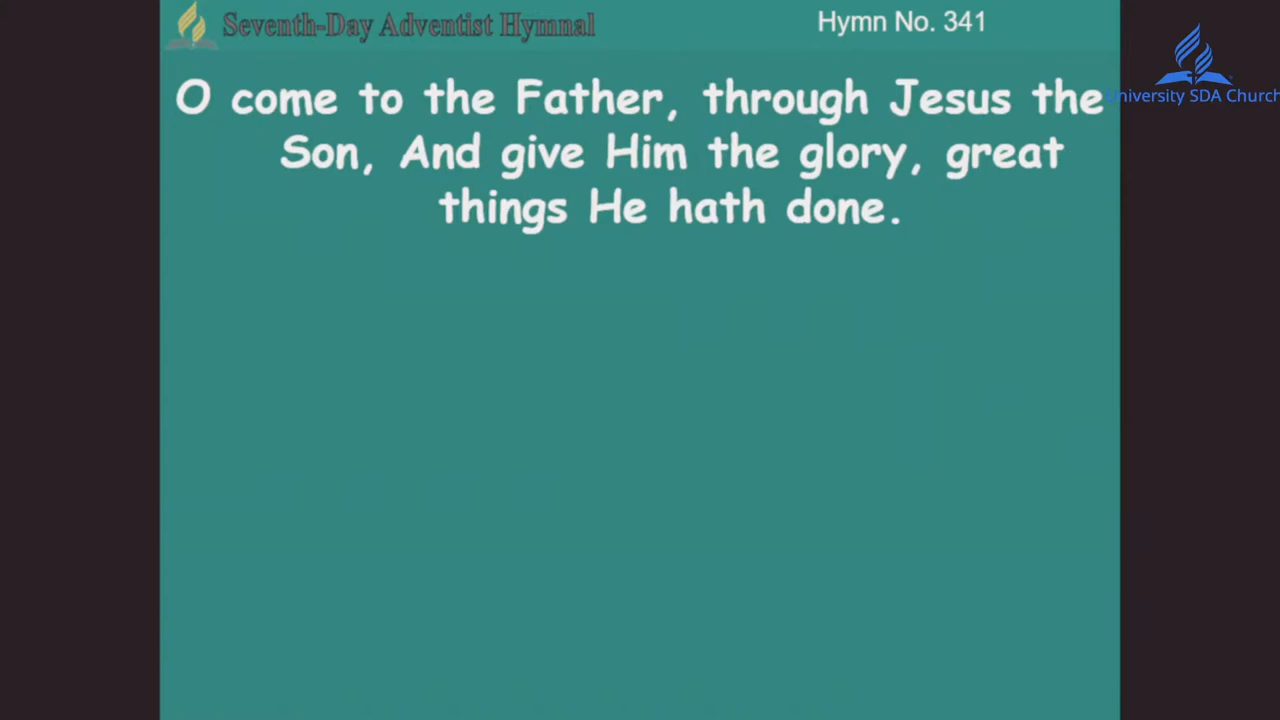 Seventh-Day Adventist Hymnal
Hymn No. 341
University SDA Church
O come to the Father, through Jesus the
Son, And give Him the glory, great
things He hath done.